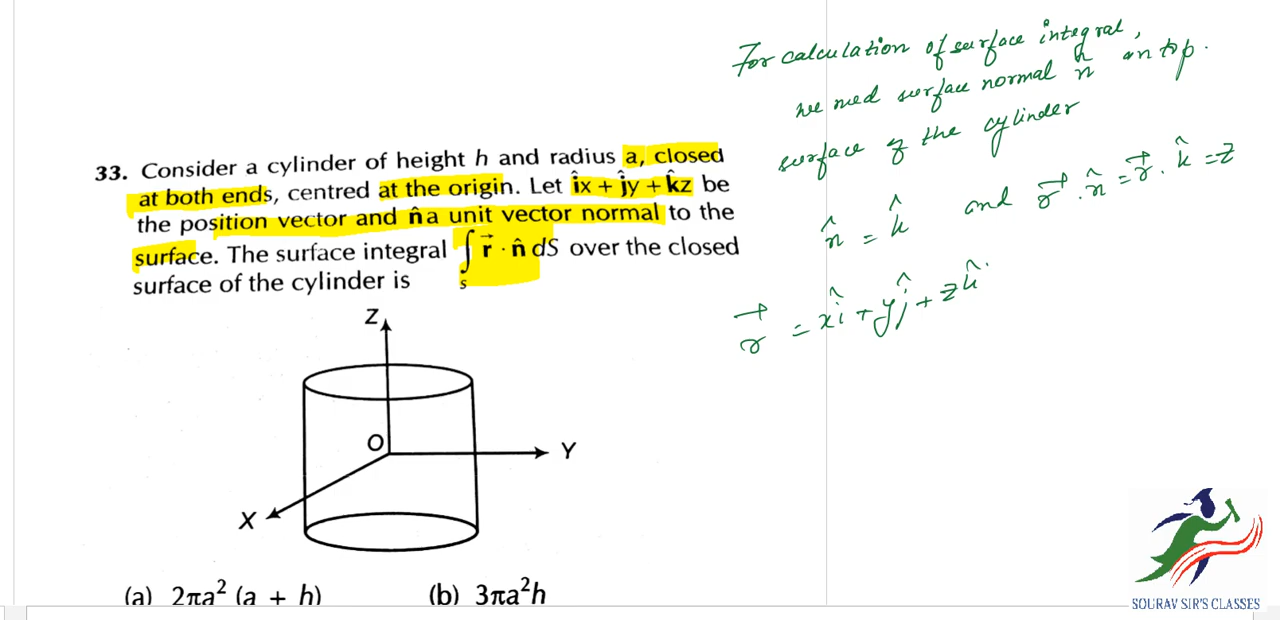 33. Consider a cylinder of height h and radius a, closed
at both ends, centred at the origin. Let îx + ĵy + k̂z be
the position vector and n̂ a unit vector normal to the
surface. The surface integral ∫ₛ r⃗ · n̂ dS over the closed
surface of the cylinder is
Z
O
Y
X
(a) 2πa² (a + h)
(b) 3πa²h
For calculation of surface integral,
we need surface normal n̂ on top.
surface of the cylinder
n̂ = k̂ and r⃗ . n̂ = r⃗ . k̂ = z
r⃗ = xî + yĵ + zk̂.
SOURAV SIR'S CLASSES